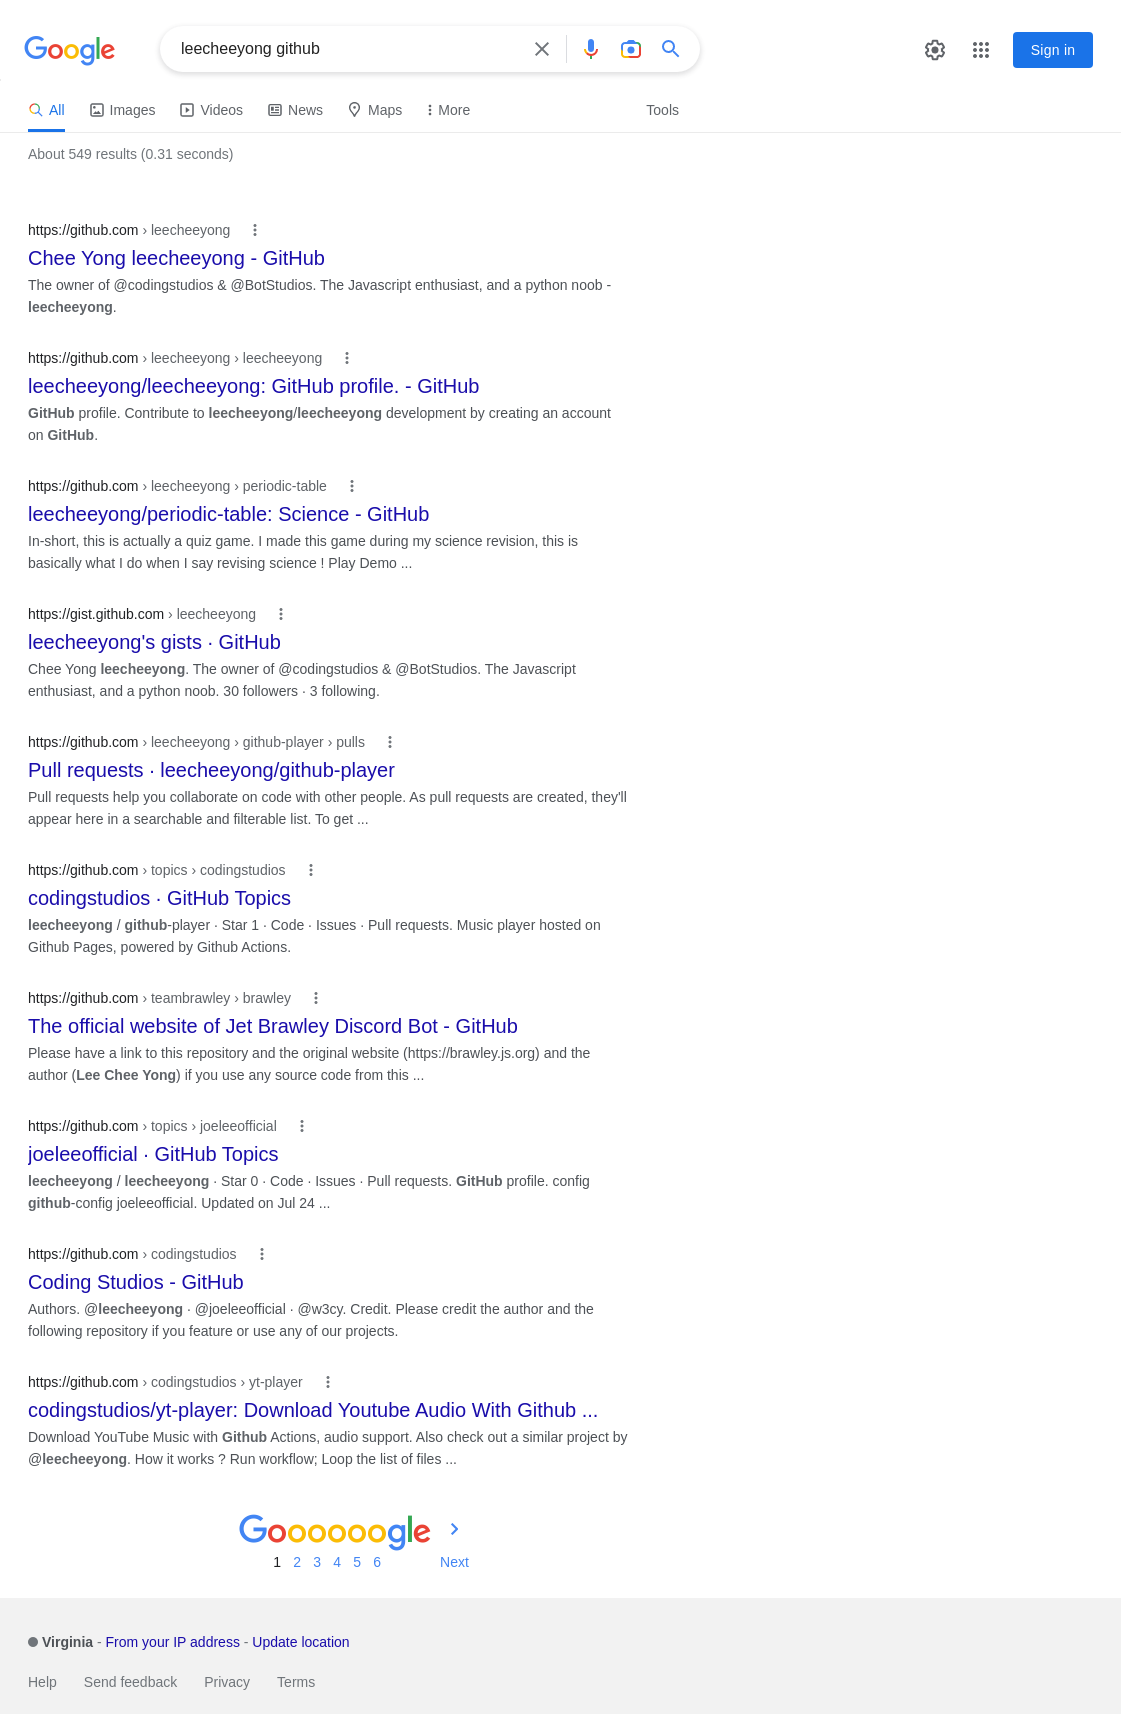 Google
leecheeyong github
Sign in
All Images Videos News Maps More Tools
About 549 results (0.31 seconds)
https://github.com › leecheeyong
Chee Yong leecheeyong - GitHub
The owner of @codingstudios & @BotStudios. The Javascript enthusiast, and a python noob -
leecheeyong.
https://github.com › leecheeyong › leecheeyong
leecheeyong/leecheeyong: GitHub profile. - GitHub
GitHub profile. Contribute to leecheeyong/leecheeyong development by creating an account
on GitHub.
https://github.com › leecheeyong › periodic-table
leecheeyong/periodic-table: Science - GitHub
In-short, this is actually a quiz game. I made this game during my science revision, this is
basically what I do when I say revising science ! Play Demo ...
https://gist.github.com › leecheeyong
leecheeyong's gists · GitHub
Chee Yong leecheeyong. The owner of @codingstudios & @BotStudios. The Javascript
enthusiast, and a python noob. 30 followers · 3 following.
https://github.com › leecheeyong › github-player › pulls
Pull requests · leecheeyong/github-player
Pull requests help you collaborate on code with other people. As pull requests are created, they'll
appear here in a searchable and filterable list. To get ...
https://github.com › topics › codingstudios
codingstudios · GitHub Topics
leecheeyong / github-player · Star 1 · Code · Issues · Pull requests. Music player hosted on
Github Pages, powered by Github Actions.
https://github.com › teambrawley › brawley
The official website of Jet Brawley Discord Bot - GitHub
Please have a link to this repository and the original website (https://brawley.js.org) and the
author (Lee Chee Yong) if you use any source code from this ...
https://github.com › topics › joeleeofficial
joeleeofficial · GitHub Topics
leecheeyong / leecheeyong · Star 0 · Code · Issues · Pull requests. GitHub profile. config
github-config joeleeofficial. Updated on Jul 24 ...
https://github.com › codingstudios
Coding Studios - GitHub
Authors. @leecheeyong · @joeleeofficial · @w3cy. Credit. Please credit the author and the
following repository if you feature or use any of our projects.
https://github.com › codingstudios › yt-player
codingstudios/yt-player: Download Youtube Audio With Github ...
Download YouTube Music with Github Actions, audio support. Also check out a similar project by
@leecheeyong. How it works ? Run workflow; Loop the list of files ...
Goooooogle
1 2 3 4 5 6 Next
Virginia - From your IP address - Update location
Help Send feedback Privacy Terms